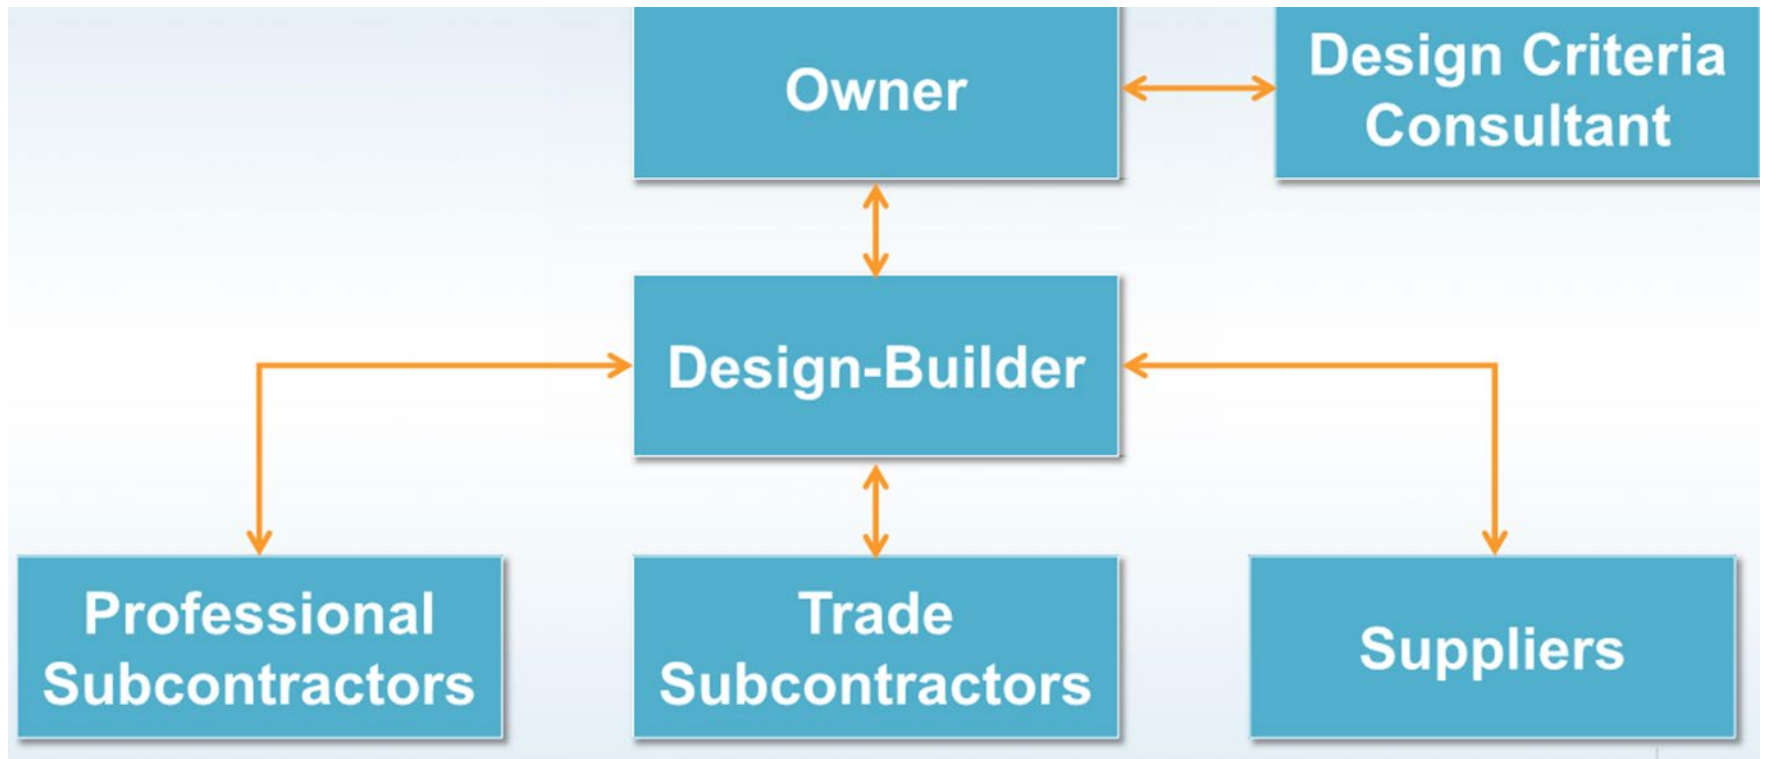 Owner
Design Criteria
Consultant
Design-Builder
Professional
Subcontractors
Trade
Subcontractors
Suppliers